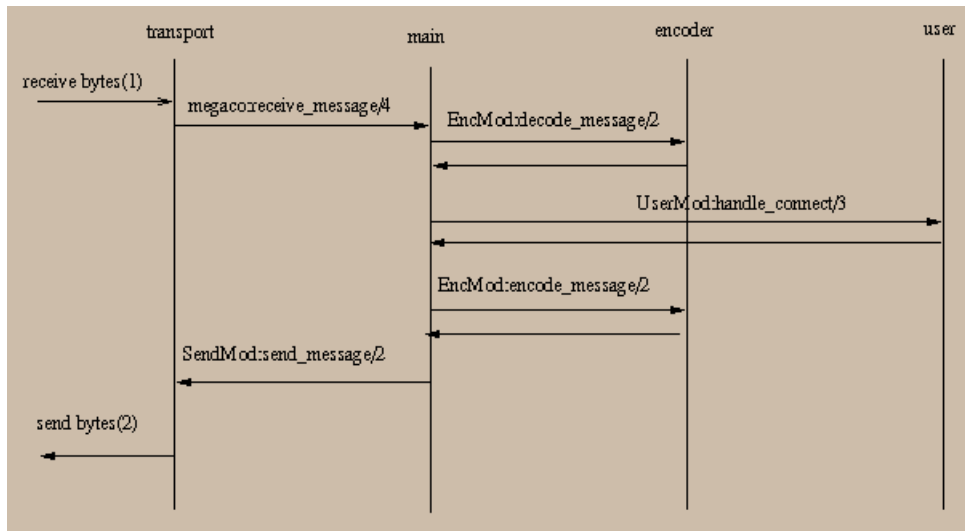 transport
main
encoder
user
receive bytes(1)
megaco:receive_message/4
EncMod:decode_message/2
UserMod:handle_connect/3
EncMod:encode_message/2
SendMod:send_message/2
send bytes(2)